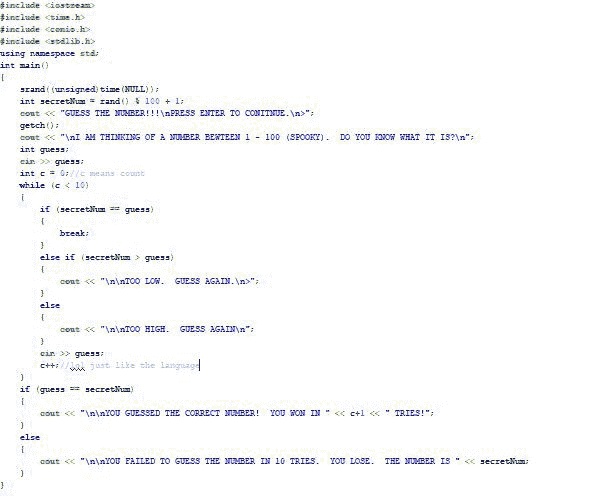 #include <iostream>
#include <time.h>
#include <conio.h>
#include <stdlib.h>
using namespace std;
int main()
{
srand((unsigned)time(NULL));
int secretNum = rand() % 100 + 1;
cout << "GUESS THE NUMBER!!!\nPRESS ENTER TO CONITNUE.\n>";
getch();
cout << "\nI AM THINKING OF A NUMBER BEWTEEN 1 - 100 (SPOOKY).  DO YOU KNOW WHAT IT IS?\n";
int guess;
cin >> guess;
int c = 0;//c means count
while (c < 10)
{
if (secretNum == guess)
{
break;
}
else if (secretNum > guess)
{
cout << "\n\nTOO LOW.  GUESS AGAIN.\n>";
}
else
{
cout << "\n\nTOO HIGH.  GUESS AGAIN\n";
}
cin >> guess;
c++;//lol just like the language
}
if (guess == secretNum)
{
cout << "\n\nYOU GUESSED THE CORRECT NUMBER!  YOU WON IN " << c+1 << " TRIES!";
}
else
{
cout << "\n\nYOU FAILED TO GUESS THE NUMBER IN 10 TRIES.  YOU LOSE.  THE NUMBER IS " << secretNum;
}
}